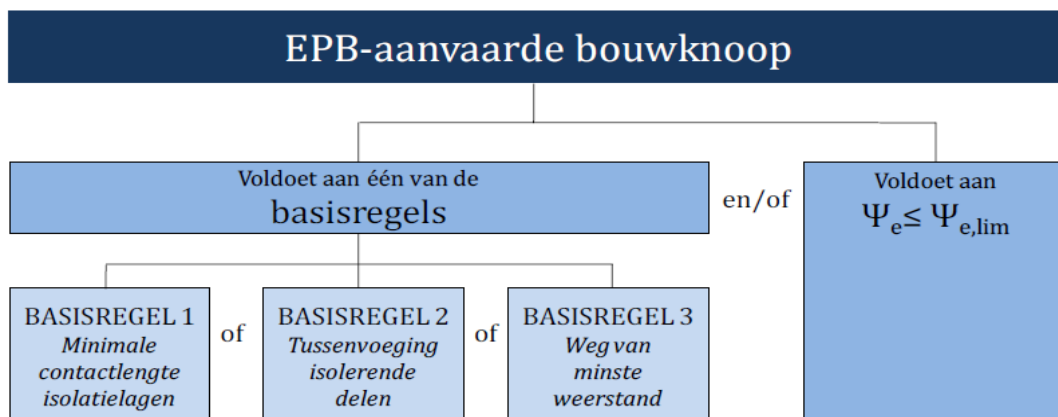 EPB-aanvaarde bouwknoop
Voldoet aan één van de
basisregels
en/of
Voldoet aan
Ψe≤ Ψe,lim
BASISREGEL 1
Minimale
contactlengte
isolatielagen
of
BASISREGEL 2
Tussenvoeging
isolerende
delen
of
BASISREGEL 3
Weg van
minste
weerstand